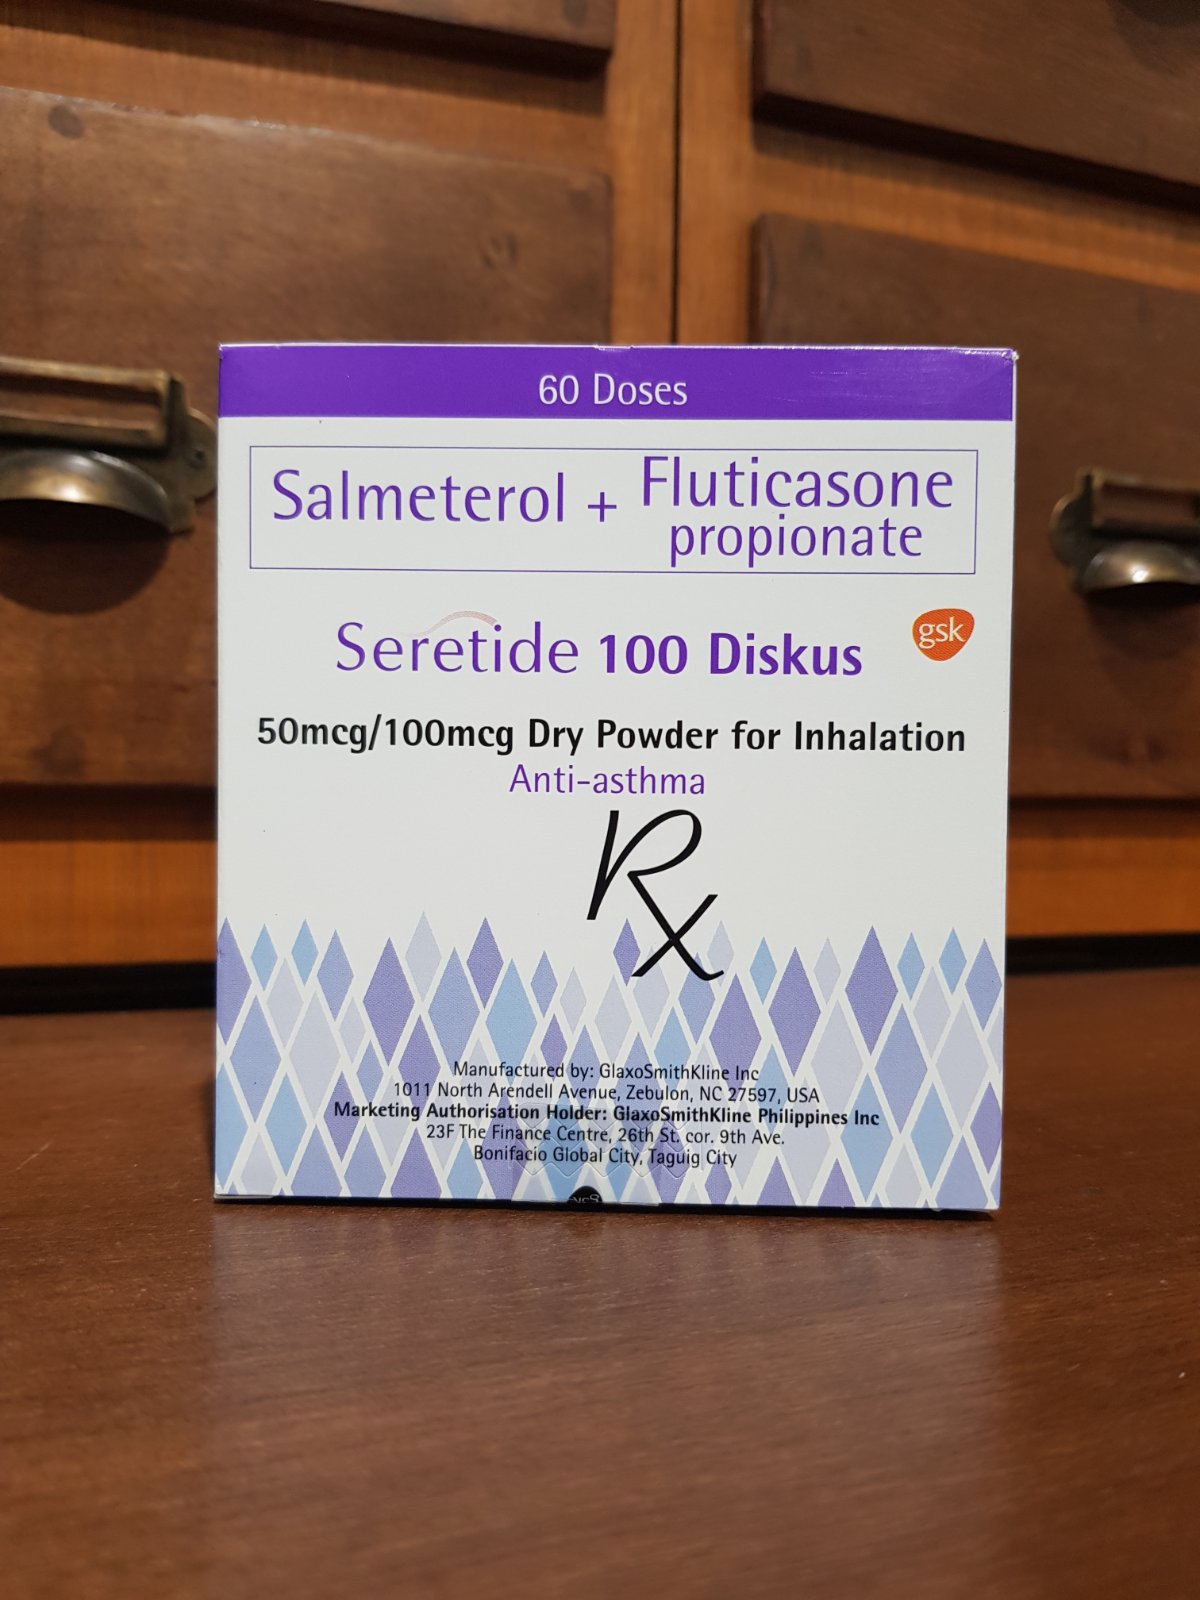 60 Doses
Salmeterol + Fluticasone
propionate
Seretide 100 Diskus
gsk
50mcg/100mcg Dry Powder for Inhalation
Anti-asthma
Rx
Manufactured by: GlaxoSmithKline Inc
1011 North Arendell Avenue, Zebulon, NC 27597, USA
Marketing Authorisation Holder: GlaxoSmithKline Philippines Inc
23F The Finance Centre, 26th St. cor. 9th Ave.
Bonifacio Global City, Taguig City